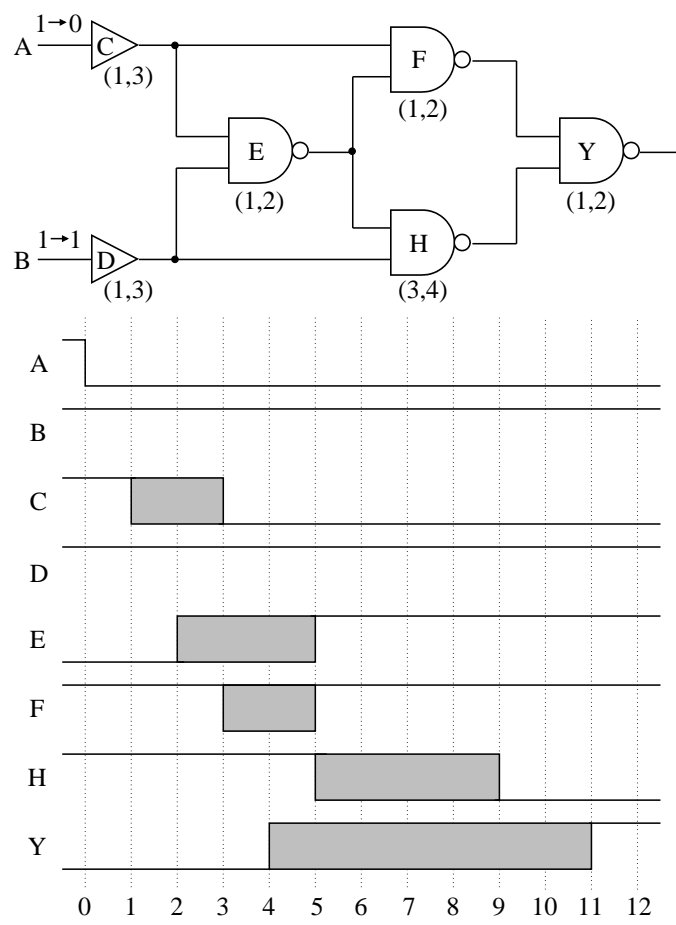 1→0
A C F
(1,3) (1,2)
E Y
(1,2) (1,2)
1→1
B D H
(1,3) (3,4)
A
B
C
D
E
F
H
Y
0 1 2 3 4 5 6 7 8 9 10 11 12